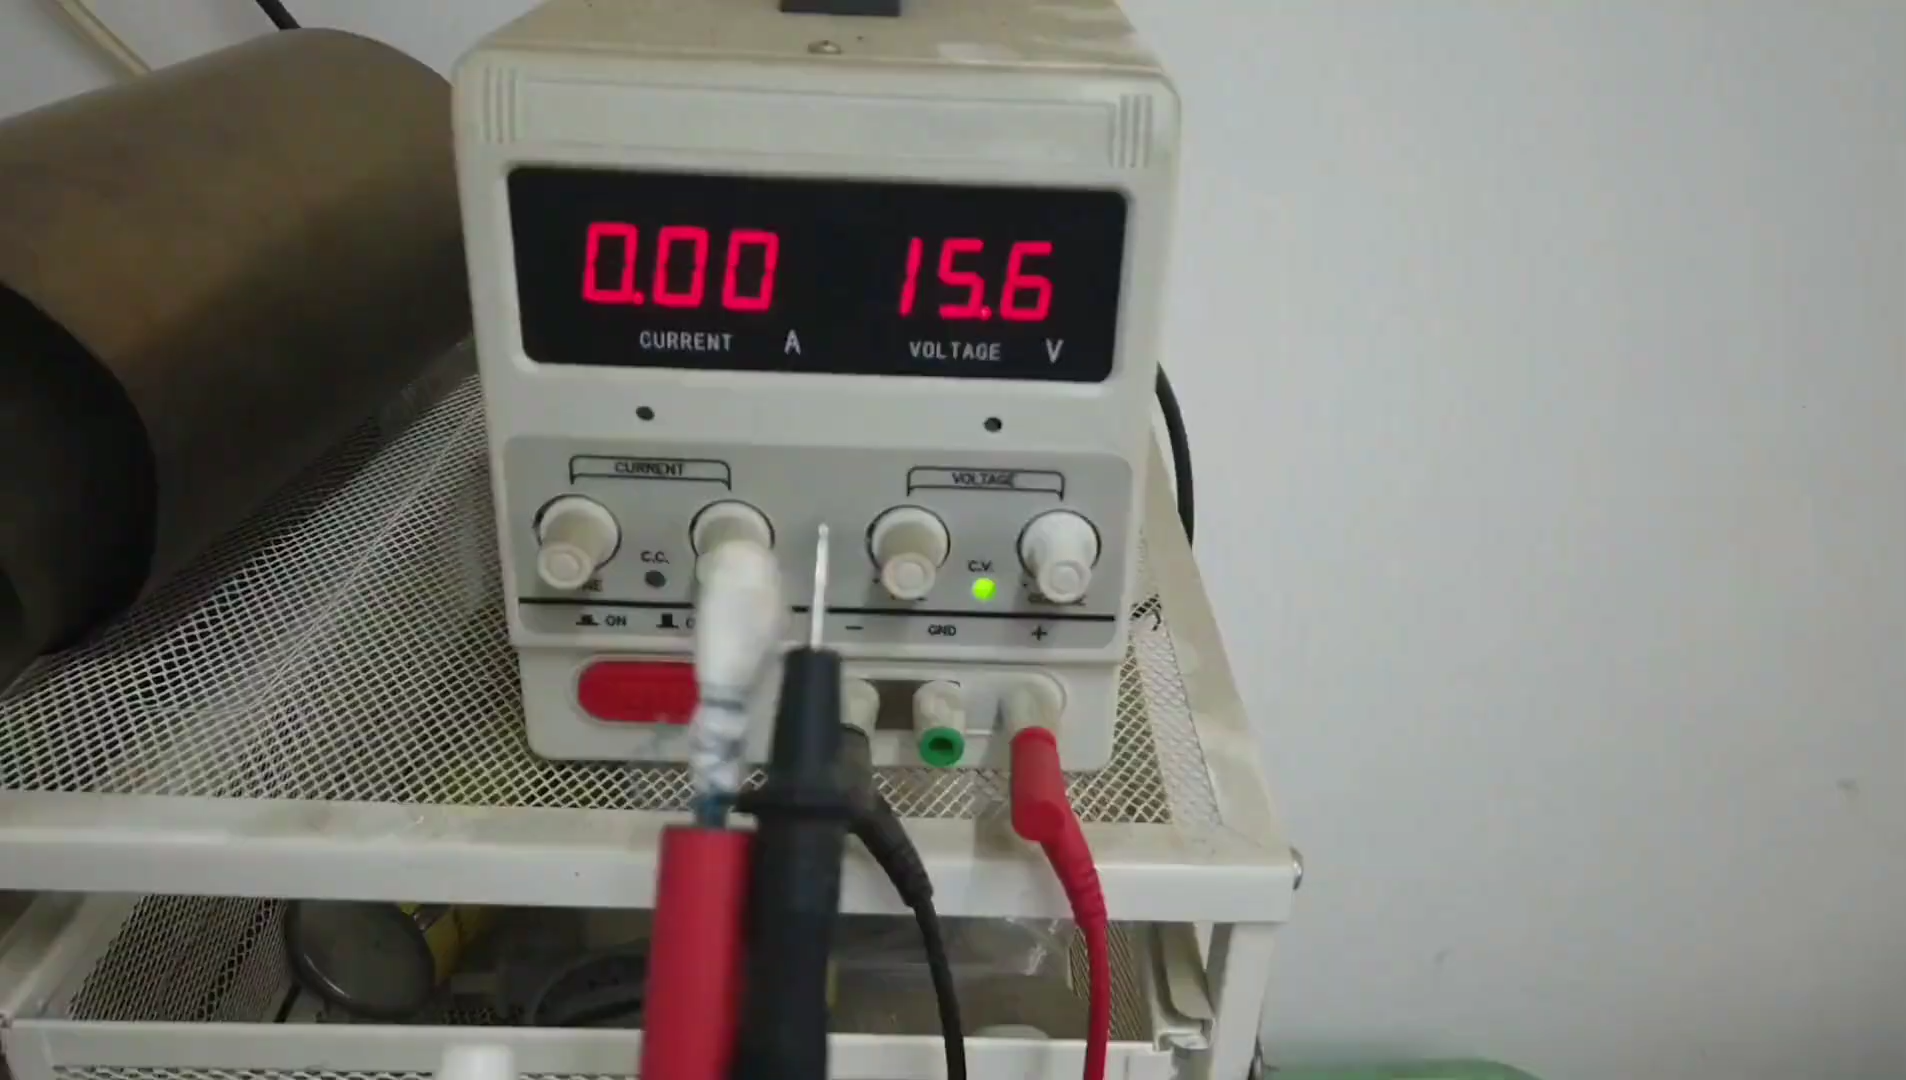 0.00 15.6
CURRENT A VOLTAGE V
CURRENT VOLTAGE
C.C. C.V.
ON
− GND +